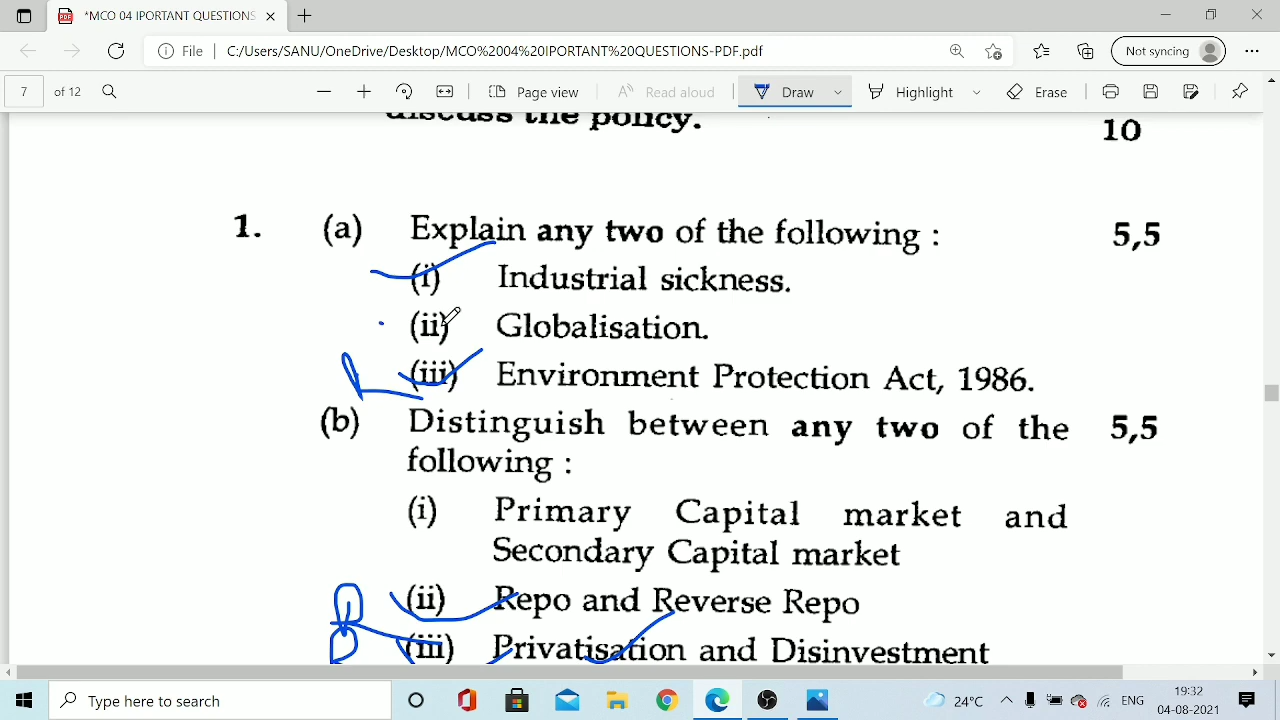 *MCO 04 IPORTANT QUESTIONS
File C:/Users/SANU/OneDrive/Desktop/MCO%2004%20IPORTANT%20QUESTIONS-PDF.pdf Not syncing
7 of 12 Page view Read aloud Draw Highlight Erase
discuss the policy.
10
1. (a) Explain any two of the following : 5,5
(i) Industrial sickness.
(ii) Globalisation.
(iii) Environment Protection Act, 1986.
(b) Distinguish between any two of the 5,5
following :
(i) Primary Capital market and
Secondary Capital market
(ii) Repo and Reverse Repo
(iii) Privatisation and Disinvestment
Type here to search 24°C ENG 19:32
04-08-2021